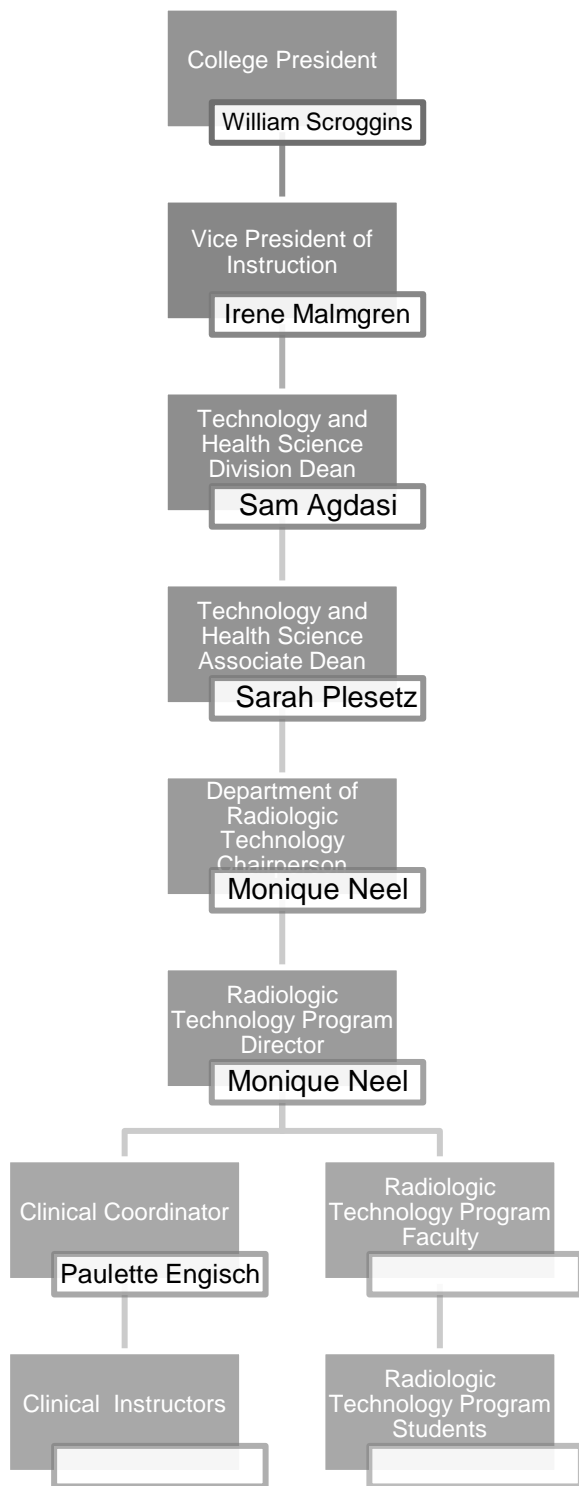 College President
William Scroggins
Vice President of
Instruction
Irene Malmgren
Technology and
Health Science
Division Dean
Sam Agdasi
Technology and
Health Science
Associate Dean
Sarah Plesetz
Department of
Radiologic
Technology
Chairperson
Monique Neel
Radiologic
Technology Program
Director
Monique Neel
Clinical Coordinator
Paulette Engisch
Radiologic
Technology Program
Faculty
Clinical Instructors
Radiologic
Technology Program
Students